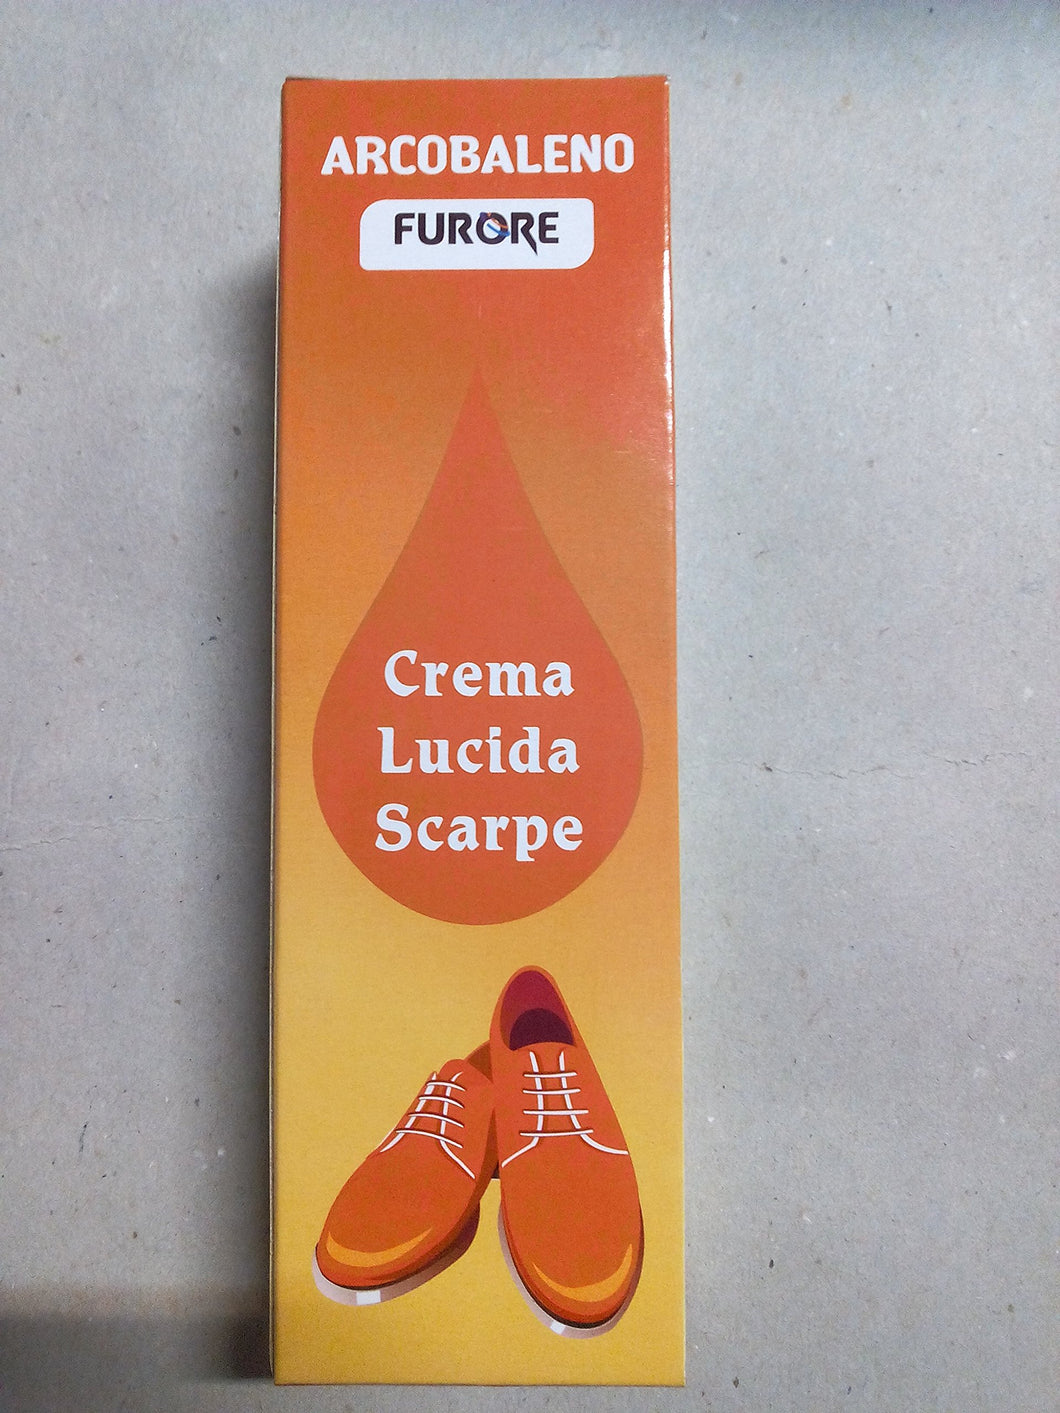 ARCOBALENO
FURORE
Crema
Lucida
Scarpe